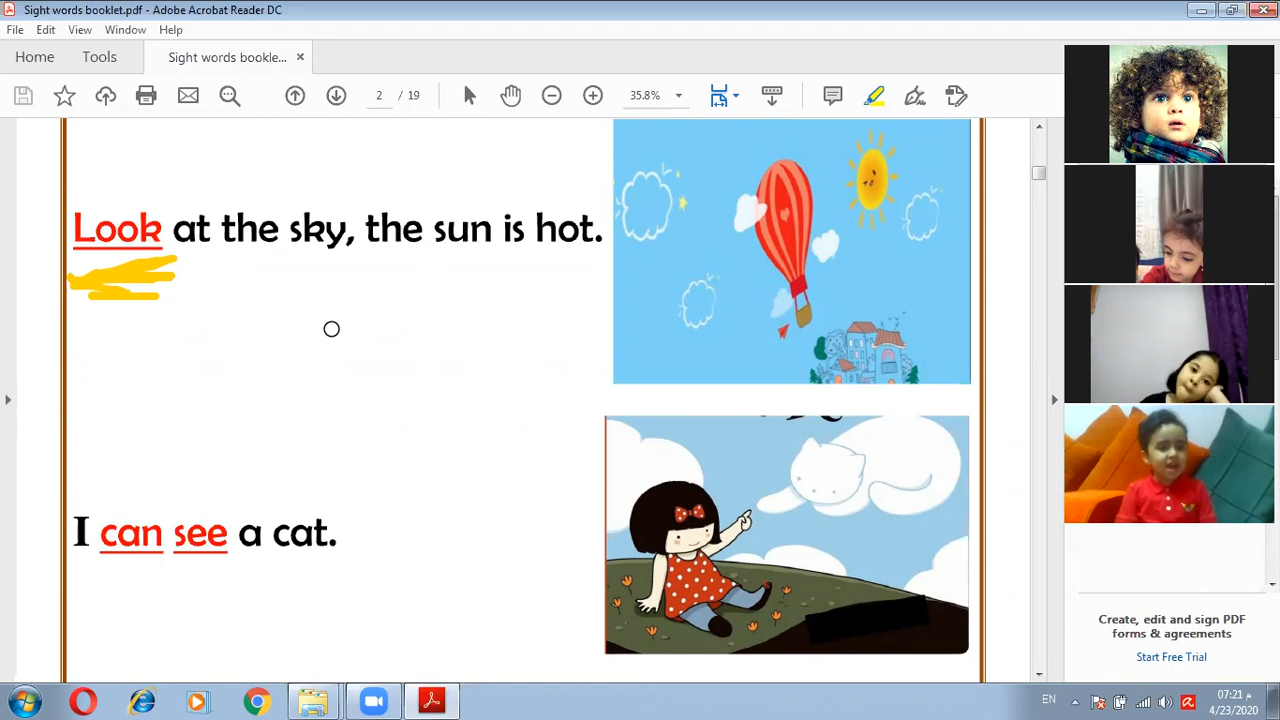 Sight words booklet.pdf - Adobe Acrobat Reader DC
File Edit View Window Help
Home Tools Sight words bookle... ×
2 / 19 35.8%
Look at the sky, the sun is hot.
I can see a cat.
Create, edit and sign PDF
forms & agreements
Start Free Trial
EN
07:21 م
4/23/2020